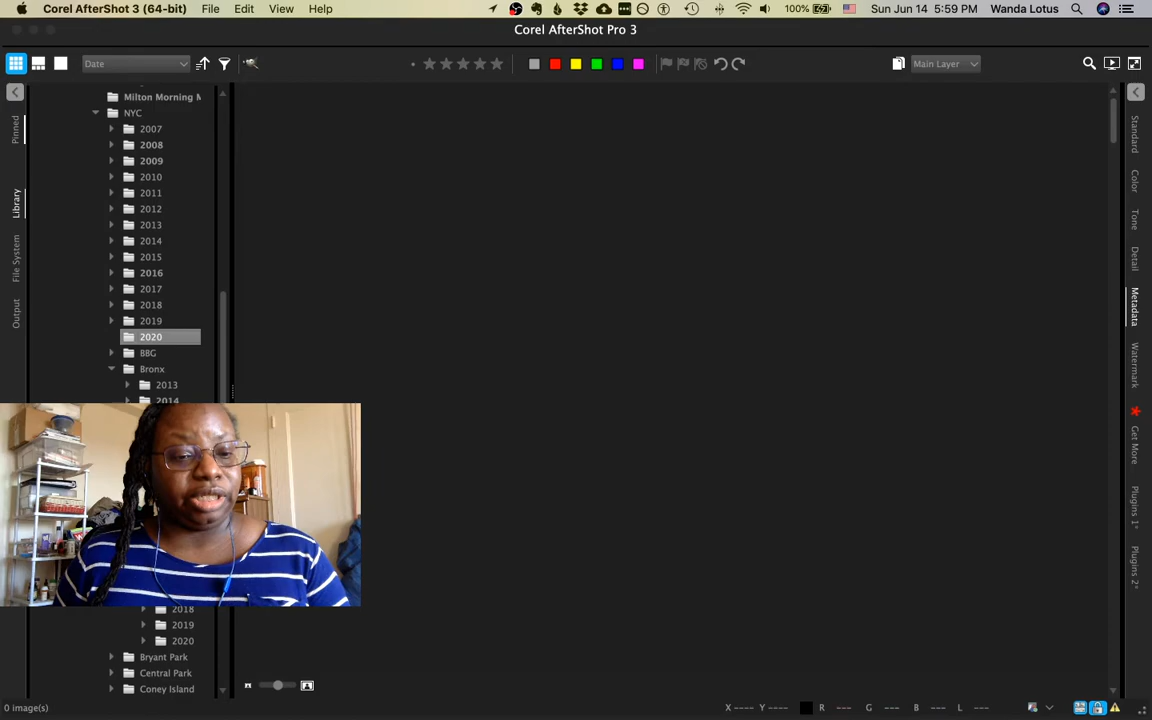 Corel AfterShot 3 (64-bit) File Edit View Help 100% Sun Jun 14 5:59 PM Wanda Lotus
Corel AfterShot Pro 3
Date Main Layer
Pinned
Library
File System
Output
Milton Morning M
NYC
2007
2008
2009
2010
2011
2012
2013
2014
2015
2016
2017
2018
2019
2020
BBG
Bronx
2013
2014
2018
2019
2020
Bryant Park
Central Park
Coney Island
Standard
Color
Tone
Detail
Metadata
Watermark
Get More
Plugins 1*
Plugins 2*
0 image(s) X ---- Y ---- R --- G --- B --- L ---